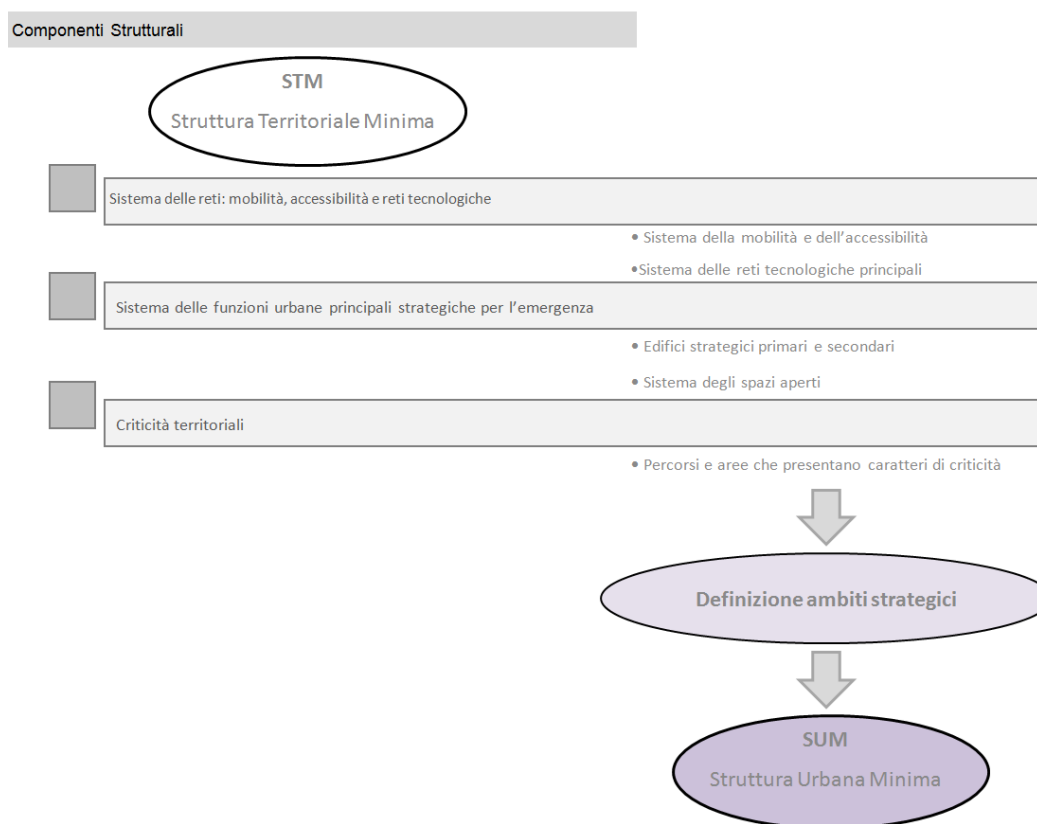 Componenti Strutturali
STM
Struttura Territoriale Minima
Sistema delle reti: mobilità, accessibilità e reti tecnologiche
• Sistema della mobilità e dell’accessibilità
•Sistema delle reti tecnologiche principali
Sistema delle funzioni urbane principali strategiche per l’emergenza
• Edifici strategici primari e secondari
• Sistema degli spazi aperti
Criticità territoriali
• Percorsi e aree che presentano caratteri di criticità
Definizione ambiti strategici
SUM
Struttura Urbana Minima